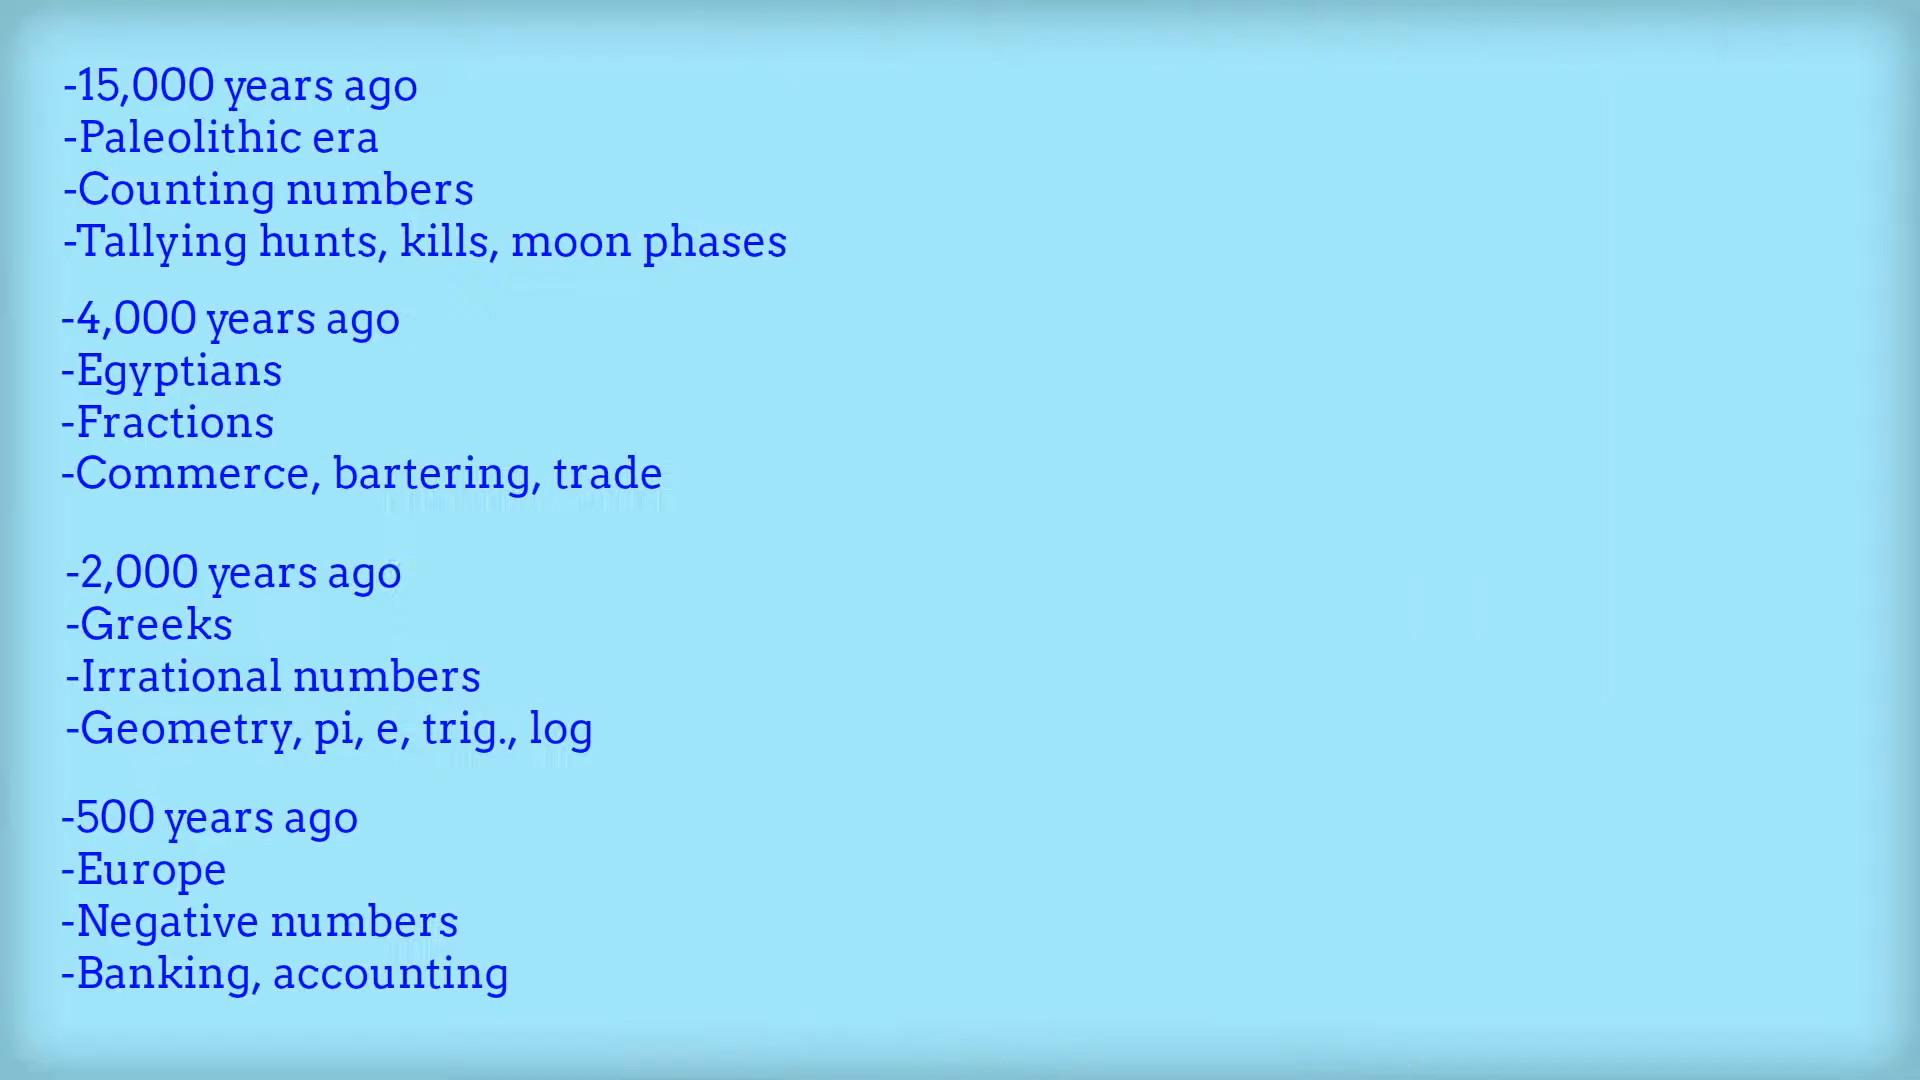 -15,000 years ago
-Paleolithic era
-Counting numbers
-Tallying hunts, kills, moon phases
-4,000 years ago
-Egyptians
-Fractions
-Commerce, bartering, trade
-2,000 years ago
-Greeks
-Irrational numbers
-Geometry, pi, e, trig., log
-500 years ago
-Europe
-Negative numbers
-Banking, accounting